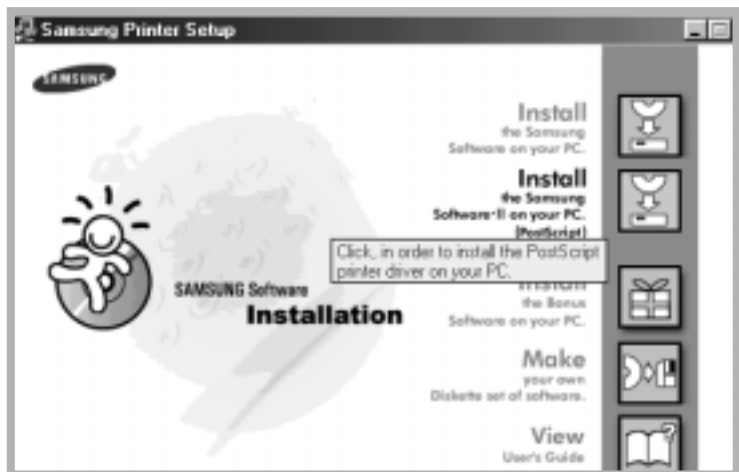 Samsung Printer Setup
SAMSUNG
Install
the Samsung
Software on your PC.
Install
the Samsung
Software-II on your PC.
(PostScript)
Click, in order to install the PostScript
printer driver on your PC.
Install
the Bonus
Software on your PC.
SAMSUNG Software
Installation
Make
your own
Diskette set of software.
View
User's Guide